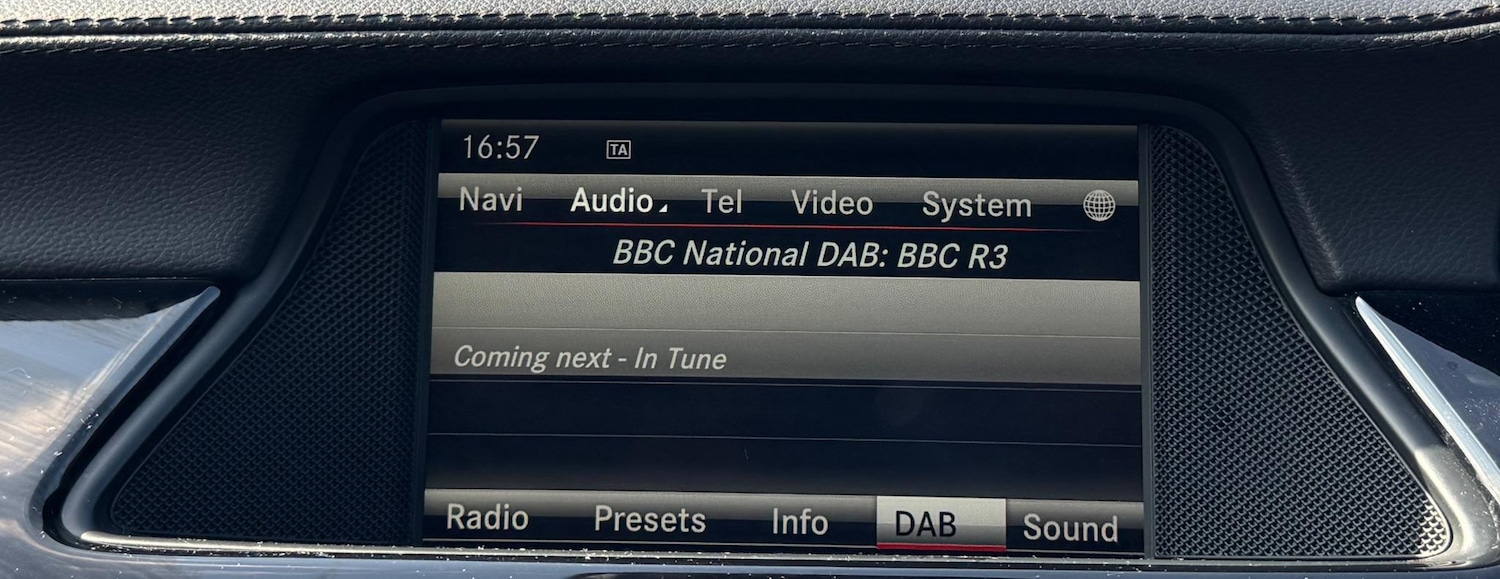 16:57 TA
Navi Audio Tel Video System
BBC National DAB: BBC R3
Coming next - In Tune
Radio Presets Info DAB Sound